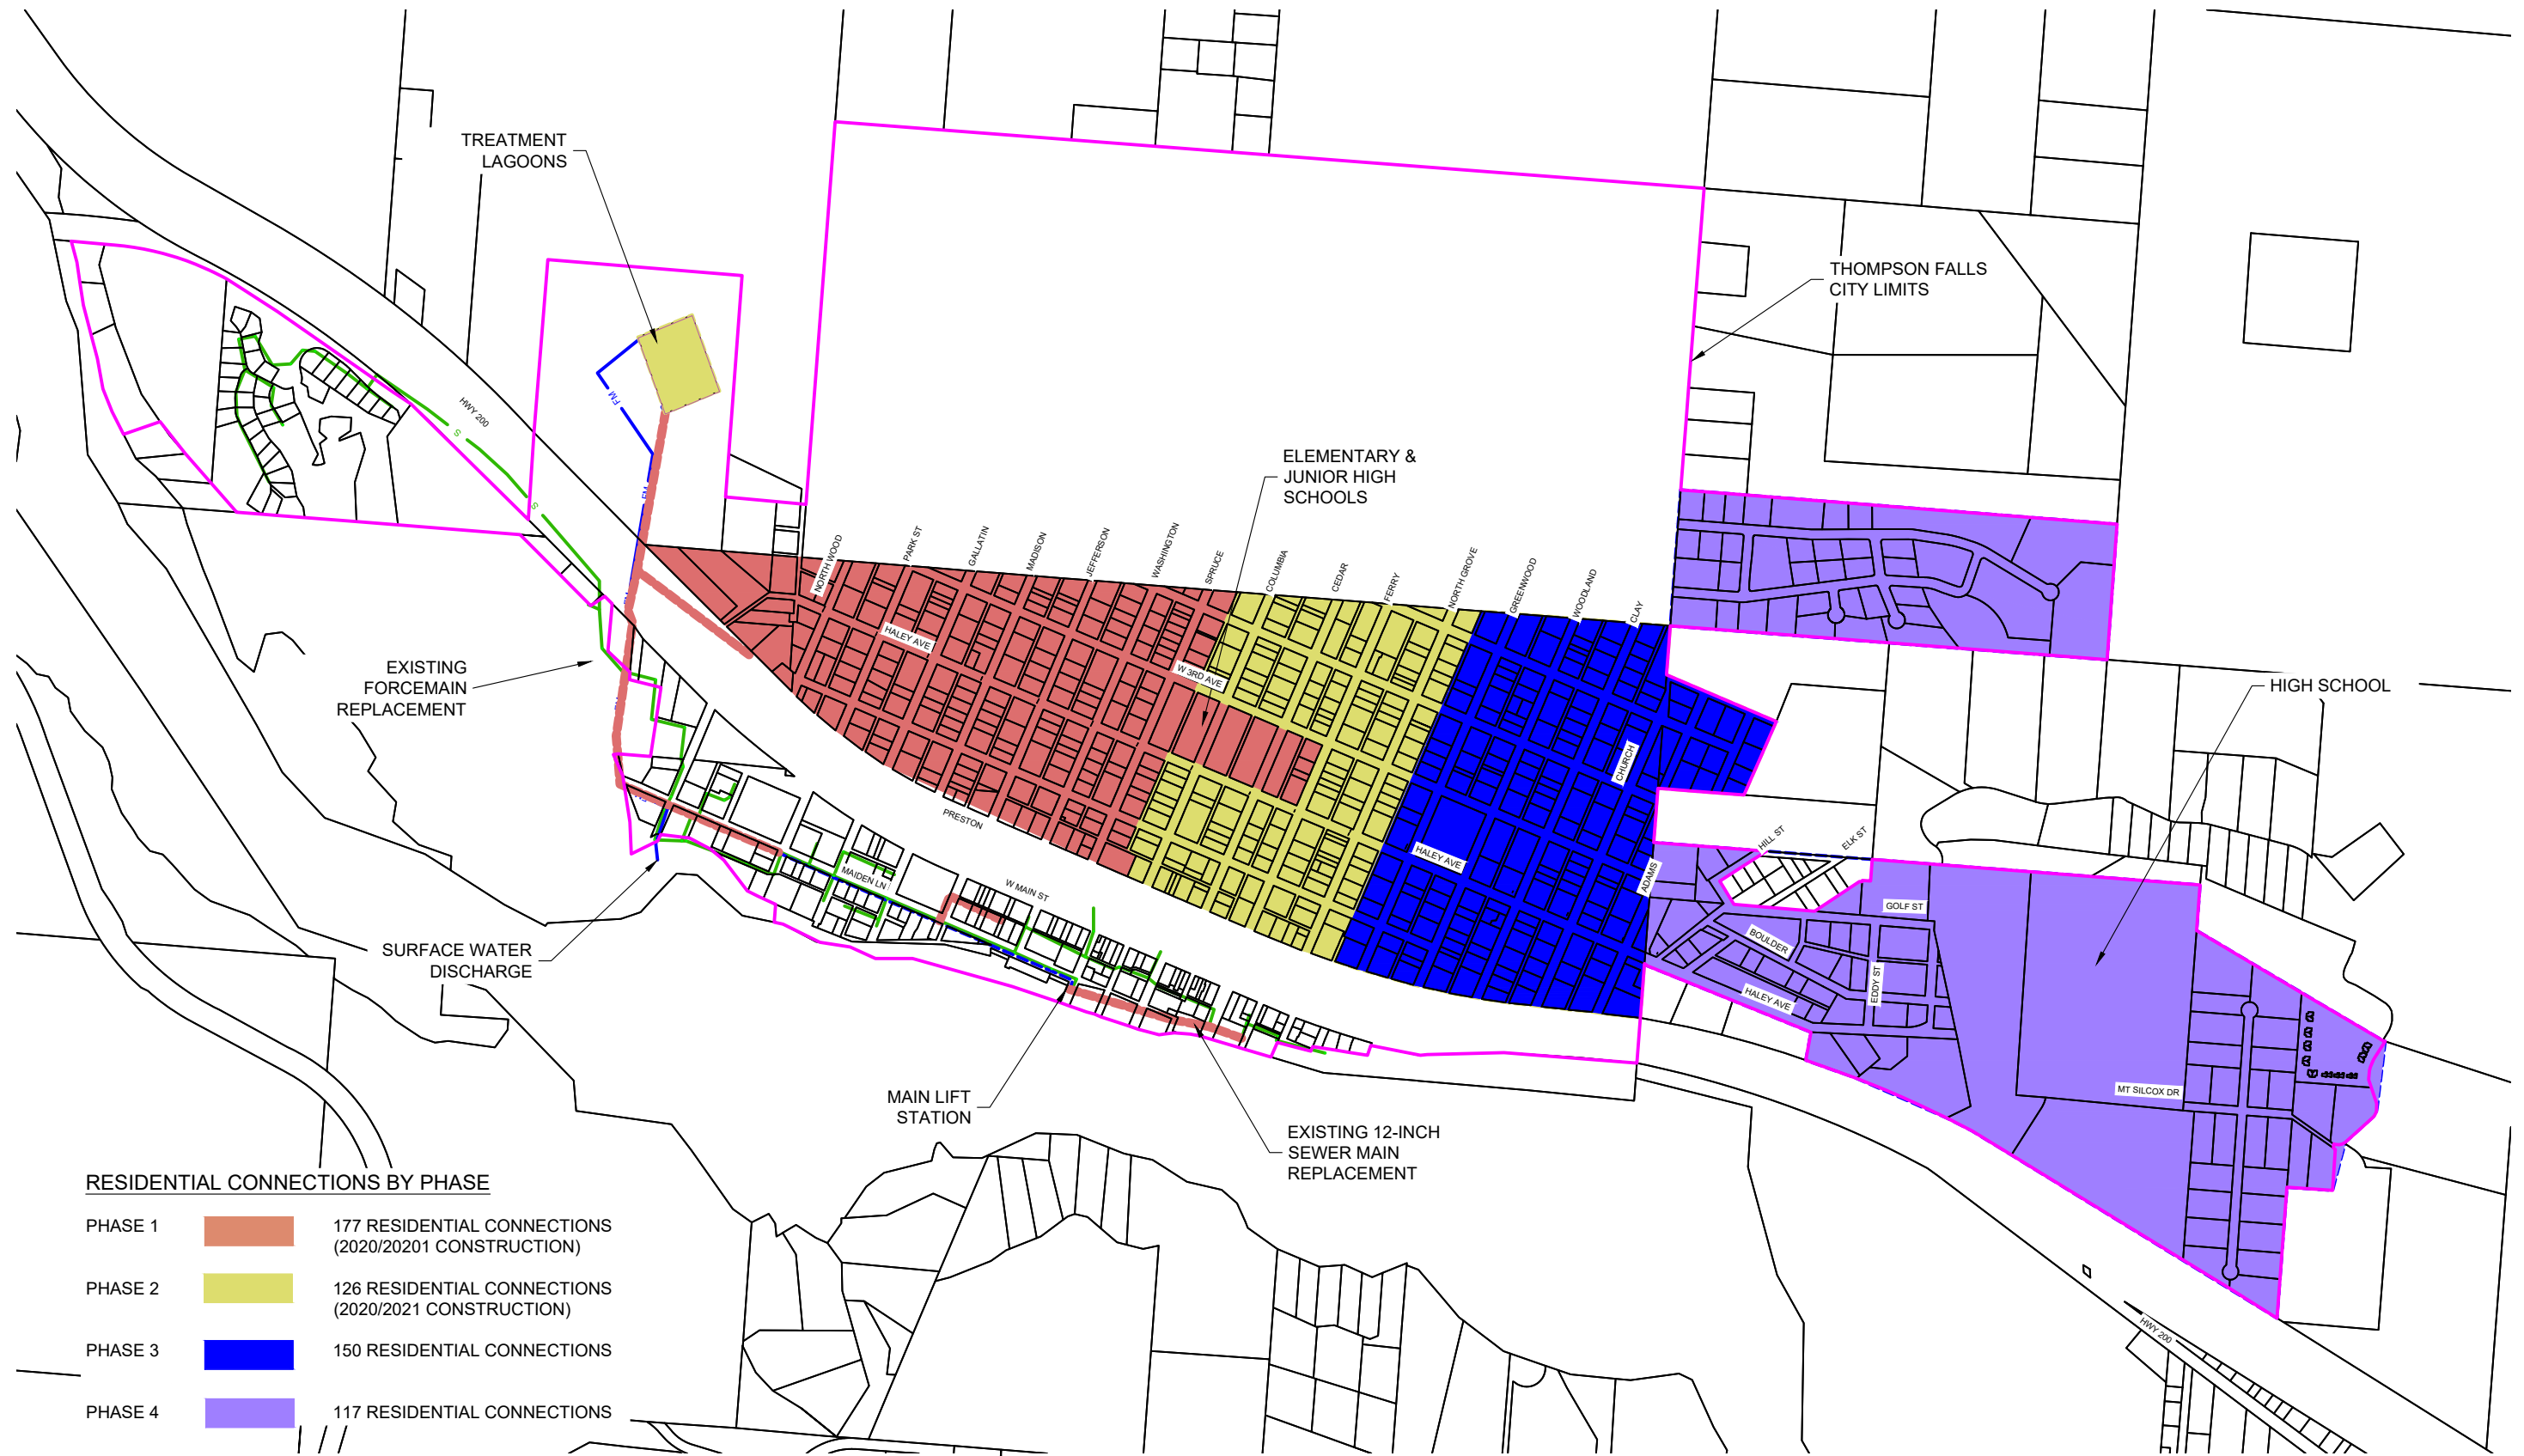 TREATMENT
LAGOONS
THOMPSON FALLS
CITY LIMITS
HWY 200
FM
S
FM
S
ELEMENTARY &
JUNIOR HIGH
SCHOOLS
NORTH WOOD
PARK ST
GALLATIN
MADISON
JEFFERSON
WASHINGTON
SPRUCE
COLUMBIA
CEDAR
FERRY
NORTH GROVE
GREENWOOD
WOODLAND
CLAY
HALEY AVE
W 3RD AVE
EXISTING
FORCEMAIN
REPLACEMENT
HIGH SCHOOL
CHURCH
PRESTON
HILL ST
ELK ST
HALEY AVE
ADAMS
MAIDEN LN
W MAIN ST
GOLF ST
BOULDER
EDDY ST
HALEY AVE
SURFACE WATER
DISCHARGE
MAIN LIFT
STATION
MT SILCOX DR
EXISTING 12-INCH
SEWER MAIN
REPLACEMENT
HWY 200
RESIDENTIAL CONNECTIONS BY PHASE
PHASE 1
177 RESIDENTIAL CONNECTIONS
(2020/20201 CONSTRUCTION)
PHASE 2
126 RESIDENTIAL CONNECTIONS
(2020/2021 CONSTRUCTION)
PHASE 3
150 RESIDENTIAL CONNECTIONS
PHASE 4
117 RESIDENTIAL CONNECTIONS